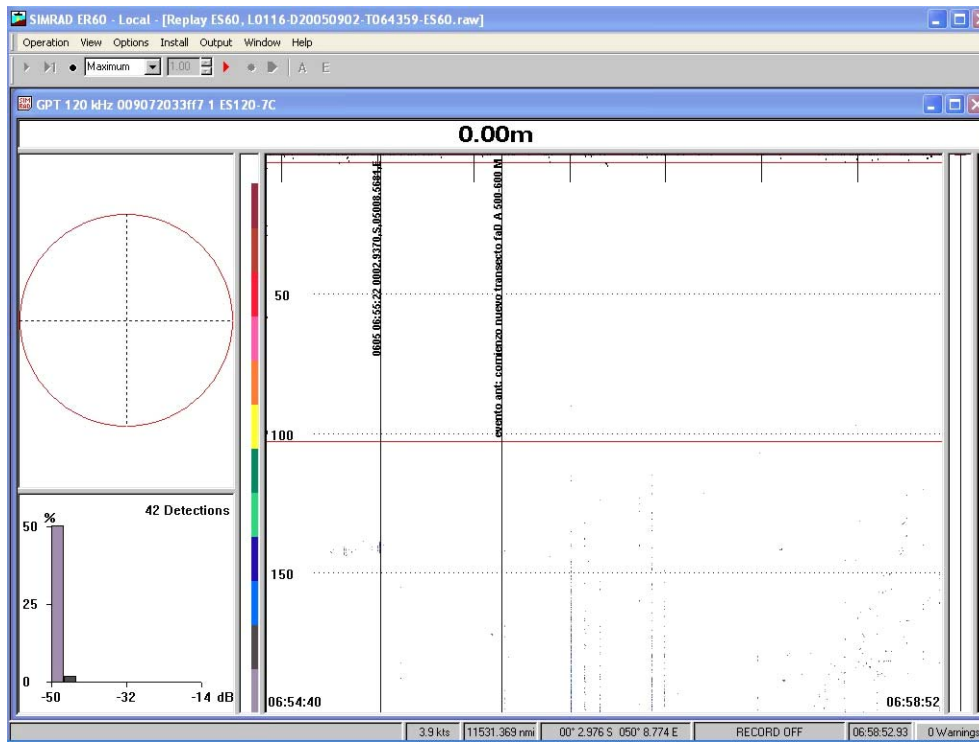 SIMRAD ER60 - Local - [Replay ES60, L0116-D20050902-T064359-ES60.raw]
Operation View Options Install Output Window Help
Maximum 1.00 A E
GPT 120 kHz 009072033ff7 1 ES120-7C
0.00m
0605 06:55:22 0002.9370,S,05008.5681,E
evento ant: comienzo nuevo transecto faD A 500-600 M
50
100
150
06:54:40
06:58:52
42 Detections
%
50
25
0
-50 -32 -14 dB
3.9 kts 11531.369 nmi 00° 2.976 S 050° 8.774 E RECORD OFF 06:58:52.93 0 Warnings